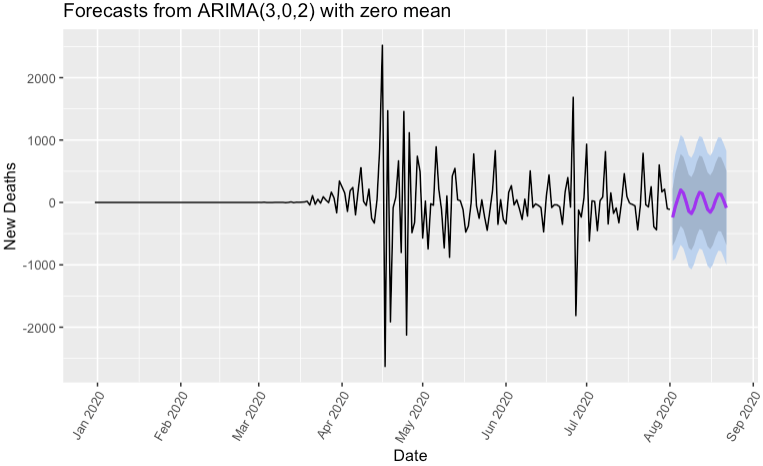 Forecasts from ARIMA(3,0,2) with zero mean
New Deaths
2000
1000
0
-1000
-2000
Jan 2020
Feb 2020
Mar 2020
Apr 2020
May 2020
Jun 2020
Jul 2020
Aug 2020
Sep 2020
Date